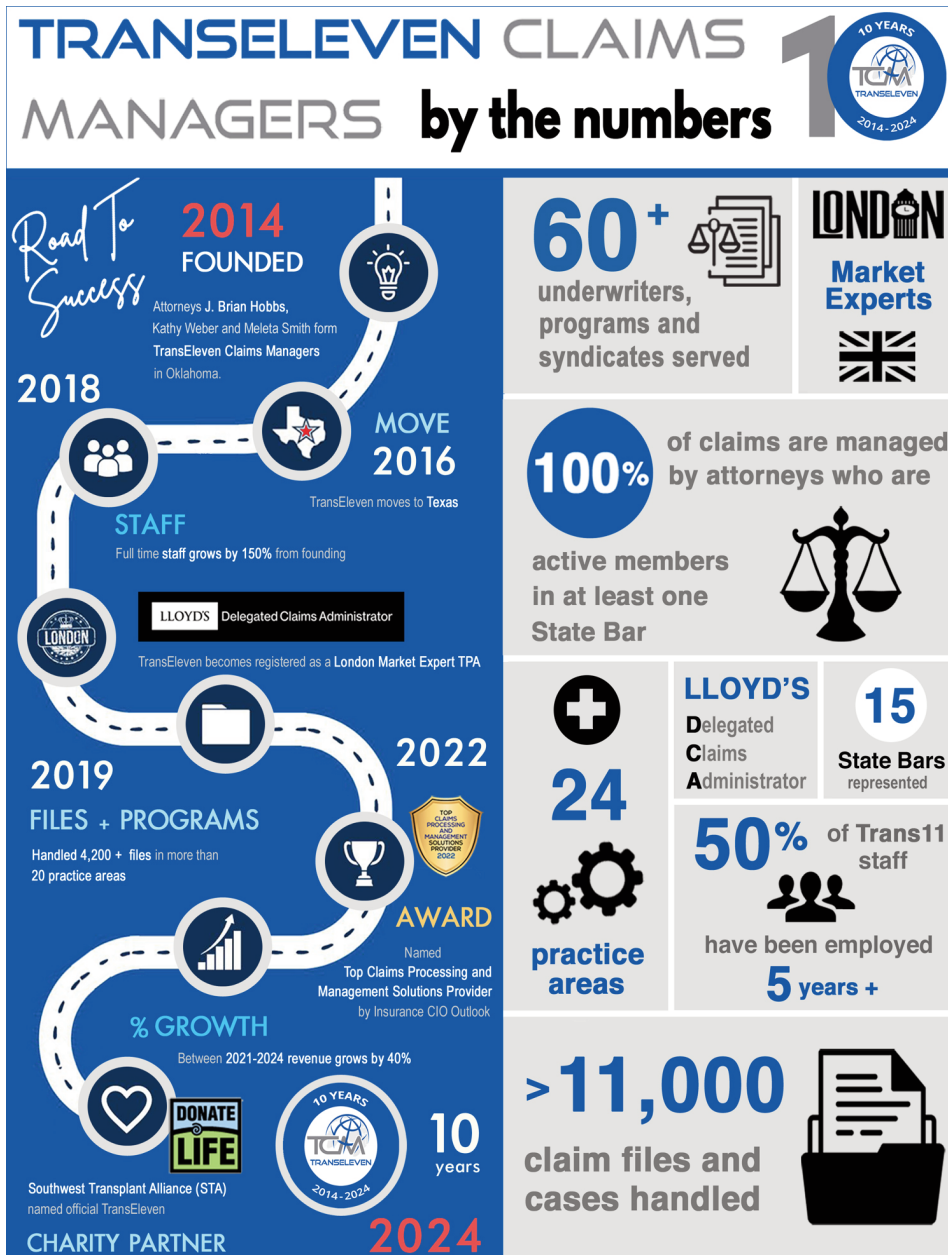 TRANSELEVEN CLAIMS
MANAGERS by the numbers
10
10 YEARS
TCM
TRANSELEVEN
2014-2024
Road To
Success
2014
FOUNDED
Attorneys J. Brian Hobbs,
Kathy Weber and Meleta Smith form
TransEleven Claims Managers
in Oklahoma.
MOVE
2016
TransEleven moves to Texas
2018
STAFF
Full time staff grows by 150% from founding
LONDON
LLOYD'S Delegated Claims Administrator
TransEleven becomes registered as a London Market Expert TPA
2019
FILES + PROGRAMS
Handled 4,200 + files in more than
20 practice areas
2022
TOP
CLAIMS
PROCESSING
AND
MANAGEMENT
SOLUTIONS
PROVIDER
2022
AWARD
Named
Top Claims Processing and
Management Solutions Provider
by Insurance CIO Outlook
% GROWTH
Between 2021-2024 revenue grows by 40%
DONATE
LIFE
Southwest Transplant Alliance (STA)
named official TransEleven
CHARITY PARTNER
10 YEARS
TCM
TRANSELEVEN
2014-2024
10
years
2024
60+
underwriters,
programs and
syndicates served
LONDON
Market
Experts
100%
of claims are managed
by attorneys who are
active members
in at least one
State Bar
24
practice
areas
LLOYD'S
Delegated
Claims
Administrator
15
State Bars
represented
50% of Trans11
staff
have been employed
5 years +
>11,000
claim files and
cases handled